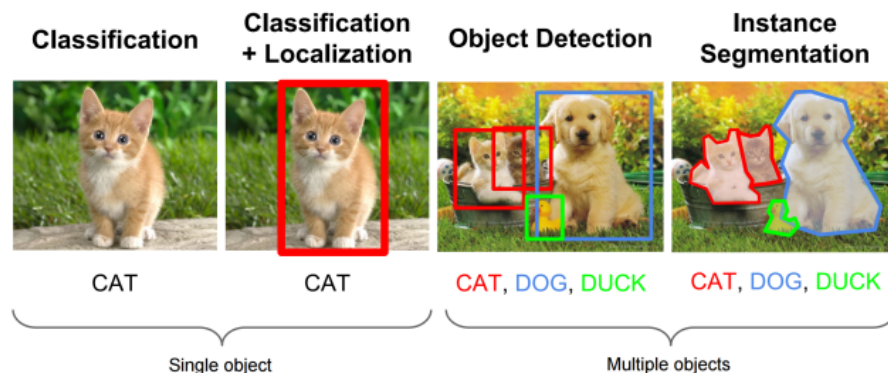 Classification
Classification
+ Localization
Object Detection
Instance
Segmentation
CAT
CAT
CAT, DOG, DUCK
CAT, DOG, DUCK
Single object
Multiple objects